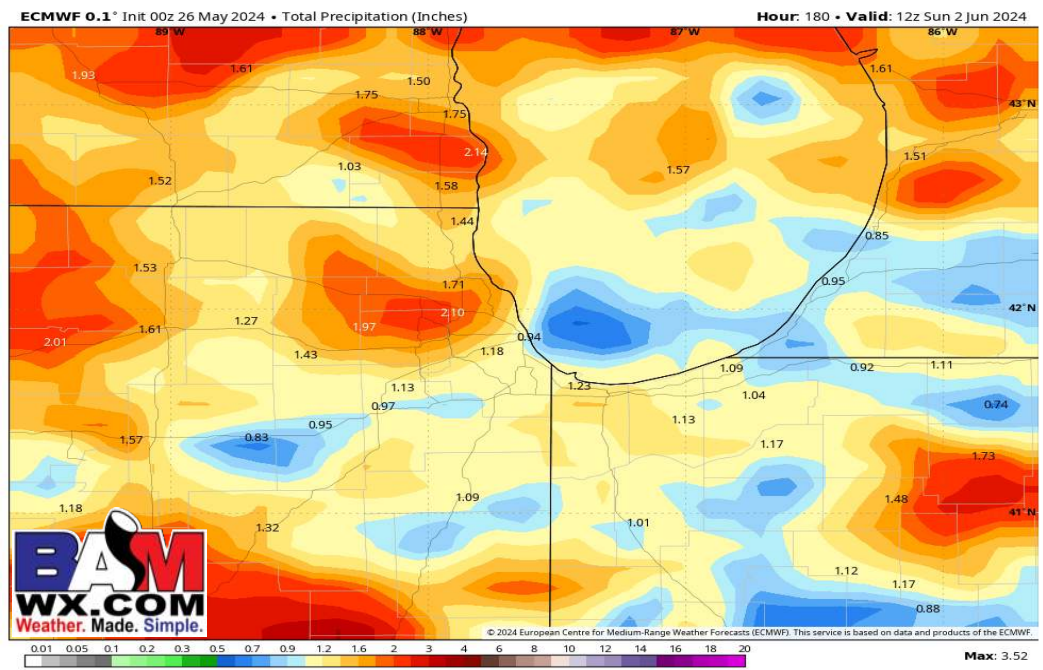 ECMWF 0.1° Init 00z 26 May 2024 • Total Precipitation (Inches)
Hour: 180 • Valid: 12z Sun 2 Jun 2024
89°W 88°W 87°W 86°W
1.61 1.61
1.93 1.50
1.75
43°N
1.75
2.14 1.51
1.03 1.57
1.52 1.58
1.44
0.85
1.53
1.71 0.95
2.10 42°N
1.61 1.27 1.97
2.01 0.94
1.43 1.18
1.09 0.92 1.11
1.13 1.23
1.04
0.97 0.74
0.95 1.13
1.57 0.83 1.17
1.73
1.09 1.48
1.18 41°N
1.32 1.01
1.12
1.17
0.88
BAM
WX.COM
Weather. Made. Simple.
© 2024 European Centre for Medium-Range Weather Forecasts (ECMWF). This service is based on data and products of the ECMWF.
0.01 0.05 0.1 0.2 0.3 0.5 0.7 0.9 1.2 1.6 2 3 4 6 8 10 12 14 16 18 20
Max: 3.52